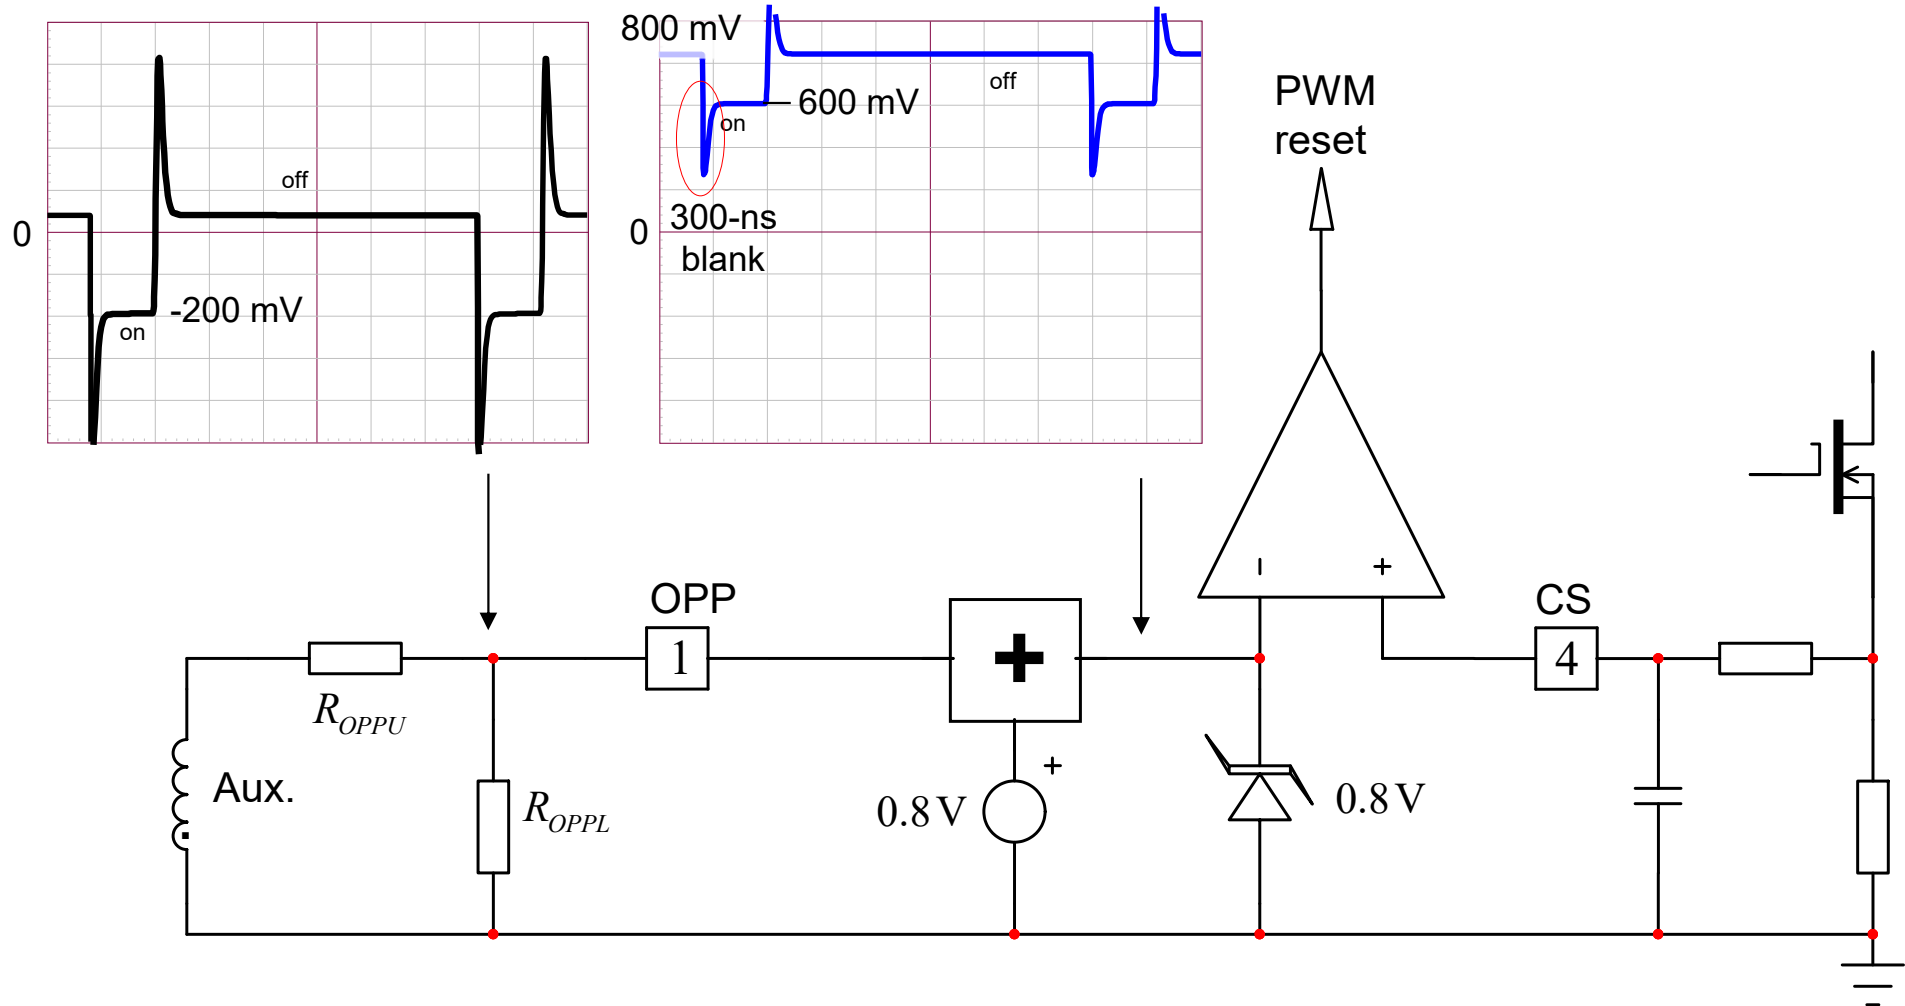 800 mV
off
600 mV
on
off
PWM
reset
0
0
300-ns
blank
-200 mV
on
OPP
1
+
CS
4
R_OPPU
Aux.
R_OPPL
0.8 V
+
0.8 V
- +